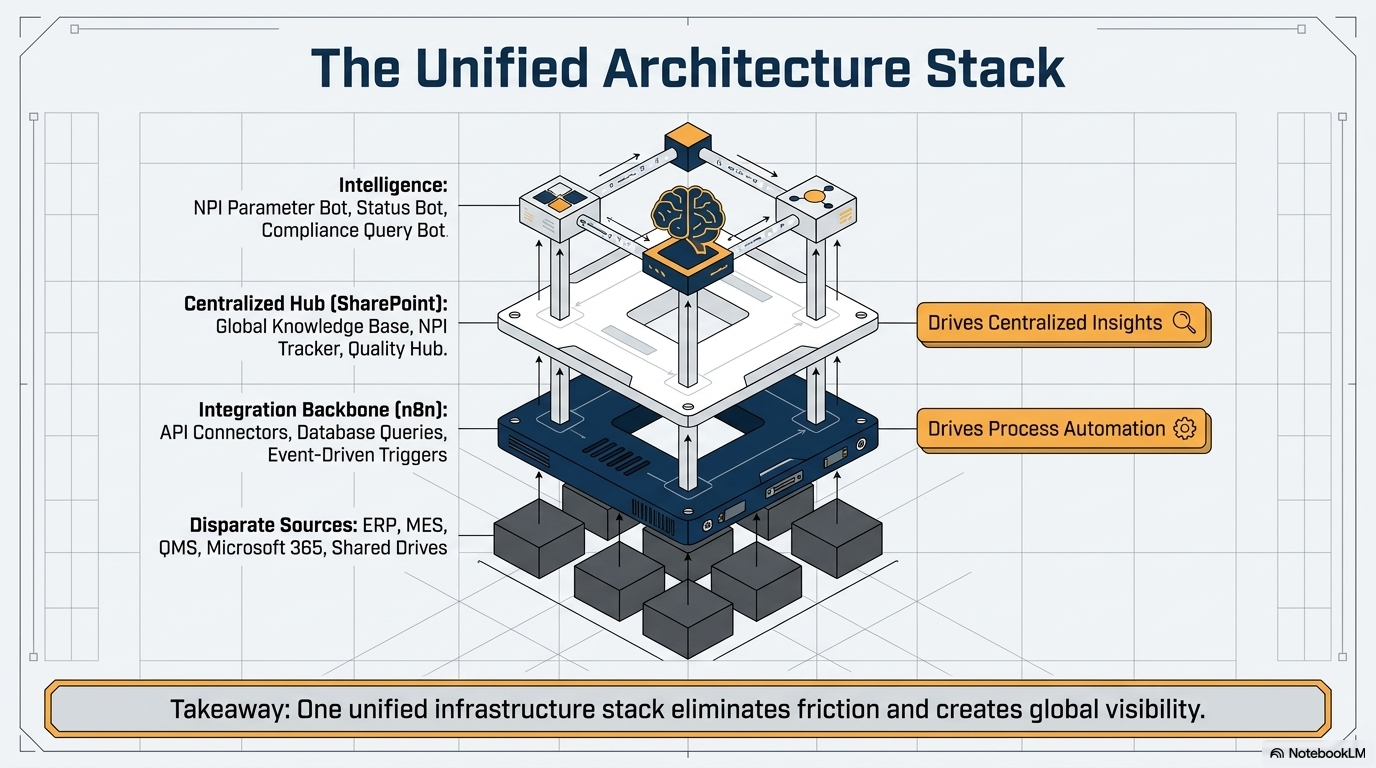 The Unified Architecture Stack
Intelligence:
NPI Parameter Bot, Status Bot,
Compliance Query Bot.
Centralized Hub (SharePoint):
Global Knowledge Base, NPI
Tracker, Quality Hub.
Drives Centralized Insights
Integration Backbone (n8n):
API Connectors, Database Queries,
Event-Driven Triggers
Drives Process Automation
Disparate Sources: ERP, MES,
QMS, Microsoft 365, Shared Drives
Takeaway: One unified infrastructure stack eliminates friction and creates global visibility.
NotebookLM